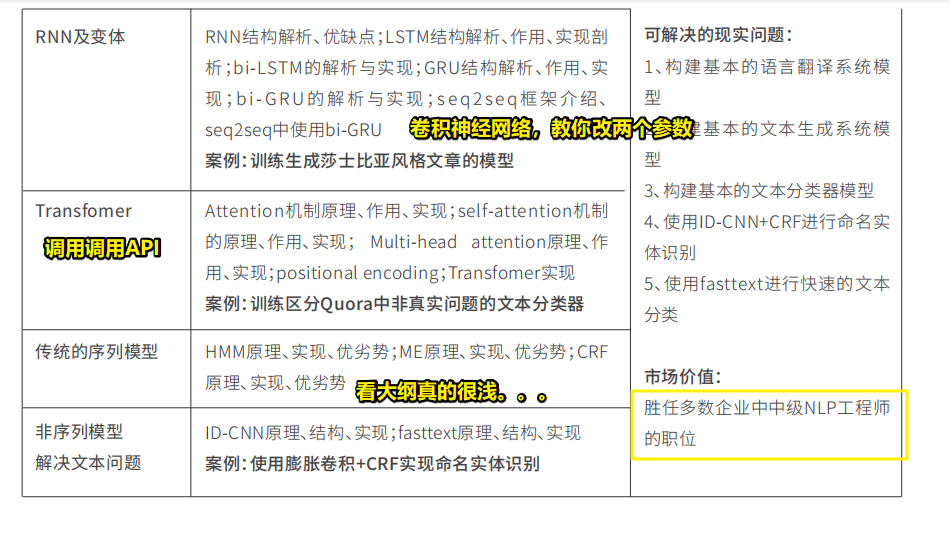 RNN及变体
RNN结构解析、优缺点;LSTM结构解析、作用、实现剖
析;bi-LSTM的解析与实现;GRU结构解析、作用、实
现;bi-GRU的解析与实现;seq2seq框架介绍、
seq2seq中使用bi-GRU
卷积神经网络，教你改两个参数
案例：训练生成莎士比亚风格文章的模型
Transfomer
调用调用API
Attention机制原理、作用、实现;self-attention机制
的原理、作用、实现; Multi-head attention原理、作
用、实现;positional encoding;Transfomer实现
案例：训练区分Quora中非真实问题的文本分类器
传统的序列模型
HMM原理、实现、优劣势;ME原理、实现、优劣势;CRF
原理、实现、优劣势
看大纲真的很浅。。。
非序列模型
解决文本问题
ID-CNN原理、结构、实现;fasttext原理、结构、实现
案例：使用膨胀卷积+CRF实现命名实体识别
可解决的现实问题：
1、构建基本的语言翻译系统模
型
建基本的文本生成系统模
型
3、构建基本的文本分类器模型
4、使用ID-CNN+CRF进行命名实
体识别
5、使用fasttext进行快速的文本
分类
市场价值：
胜任多数企业中中级NLP工程师
的职位